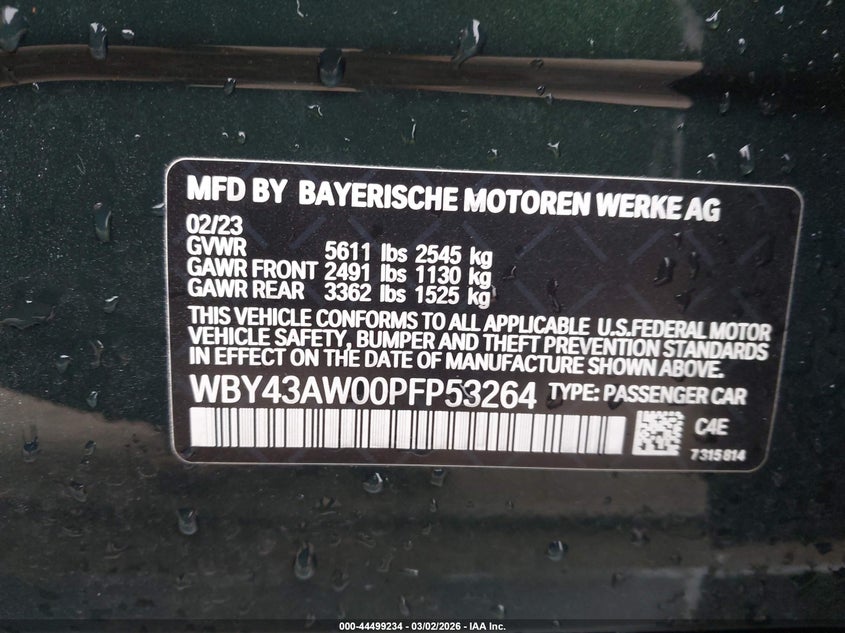 MFD BY BAYERISCHE MOTOREN WERKE AG
02/23
GVWR 5611 lbs 2545 kg
GAWR FRONT 2491 lbs 1130 kg
GAWR REAR 3362 lbs 1525 kg
THIS VEHICLE CONFORMS TO ALL APPLICABLE U.S.FEDERAL MOTOR
VEHICLE SAFETY, BUMPER AND THEFT PREVENTION STANDARDS
IN EFFECT ON THE DATE OF MANUFACTURE SHOWN ABOVE.
WBY43AW00PFP53264 TYPE: PASSENGER CAR
C4E
7315814
000-44499234 - 03/02/2026 - IAA Inc.